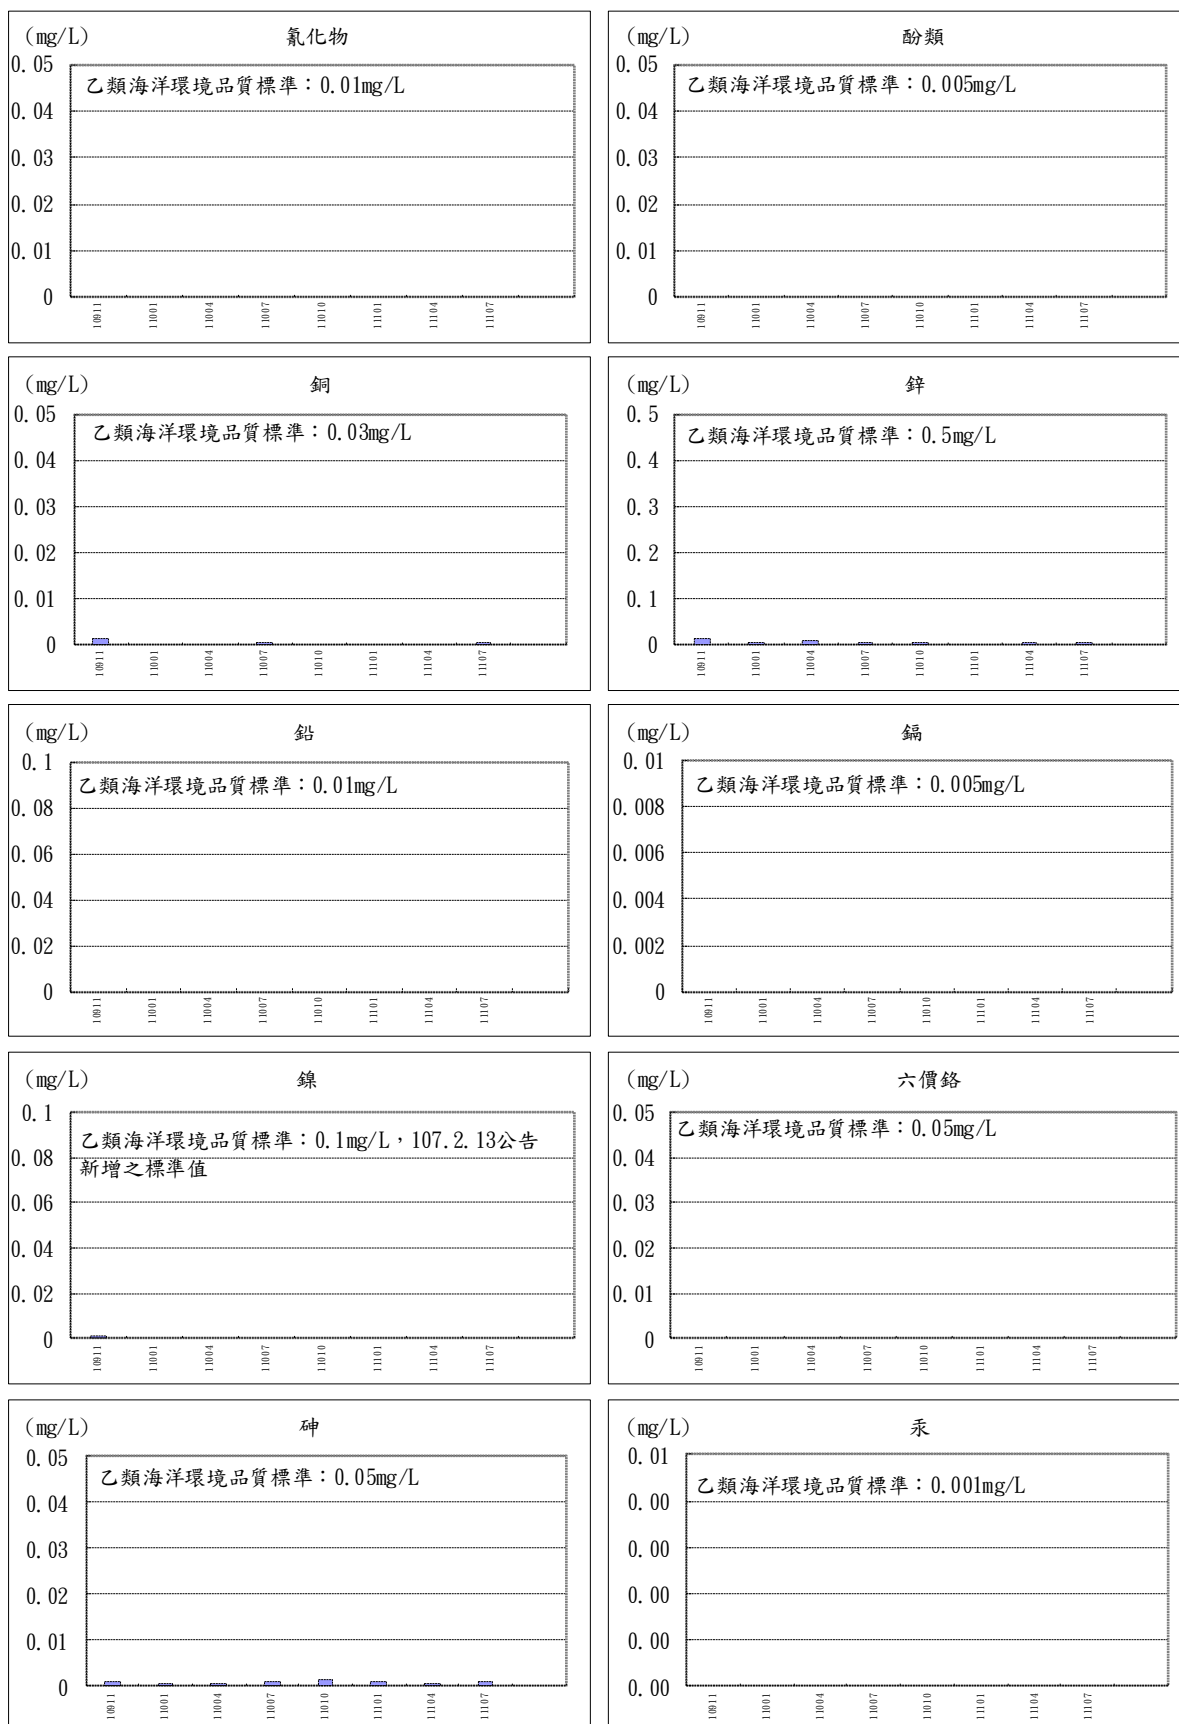 (mg/L) 氰化物
0.05
乙類海洋環境品質標準：0.01mg/L
0.04
0.03
0.02
0.01
0
10911 11001 11004 11007 11010 11101 11104 11107
(mg/L) 酚類
0.05
乙類海洋環境品質標準：0.005mg/L
0.04
0.03
0.02
0.01
0
10911 11001 11004 11007 11010 11101 11104 11107
(mg/L) 銅
0.05
乙類海洋環境品質標準：0.03mg/L
0.04
0.03
0.02
0.01
0
10911 11001 11004 11007 11010 11101 11104 11107
(mg/L) 鋅
0.5
乙類海洋環境品質標準：0.5mg/L
0.4
0.3
0.2
0.1
0
10911 11001 11004 11007 11010 11101 11104 11107
(mg/L) 鉛
0.1
乙類海洋環境品質標準：0.01mg/L
0.08
0.06
0.04
0.02
0
10911 11001 11004 11007 11010 11101 11104 11107
(mg/L) 鎘
0.01
乙類海洋環境品質標準：0.005mg/L
0.008
0.006
0.004
0.002
0
10911 11001 11004 11007 11010 11101 11104 11107
(mg/L) 鎳
0.1
乙類海洋環境品質標準：0.1mg/L，107.2.13公告
新增之標準值
0.08
0.06
0.04
0.02
0
10911 11001 11004 11007 11010 11101 11104 11107
(mg/L) 六價鉻
0.05
乙類海洋環境品質標準：0.05mg/L
0.04
0.03
0.02
0.01
0
10911 11001 11004 11007 11010 11101 11104 11107
(mg/L) 砷
0.05
乙類海洋環境品質標準：0.05mg/L
0.04
0.03
0.02
0.01
0
10911 11001 11004 11007 11010 11101 11104 11107
(mg/L) 汞
0.01
乙類海洋環境品質標準：0.001mg/L
0.00
0.00
0.00
0.00
0.00
10911 11001 11004 11007 11010 11101 11104 11107